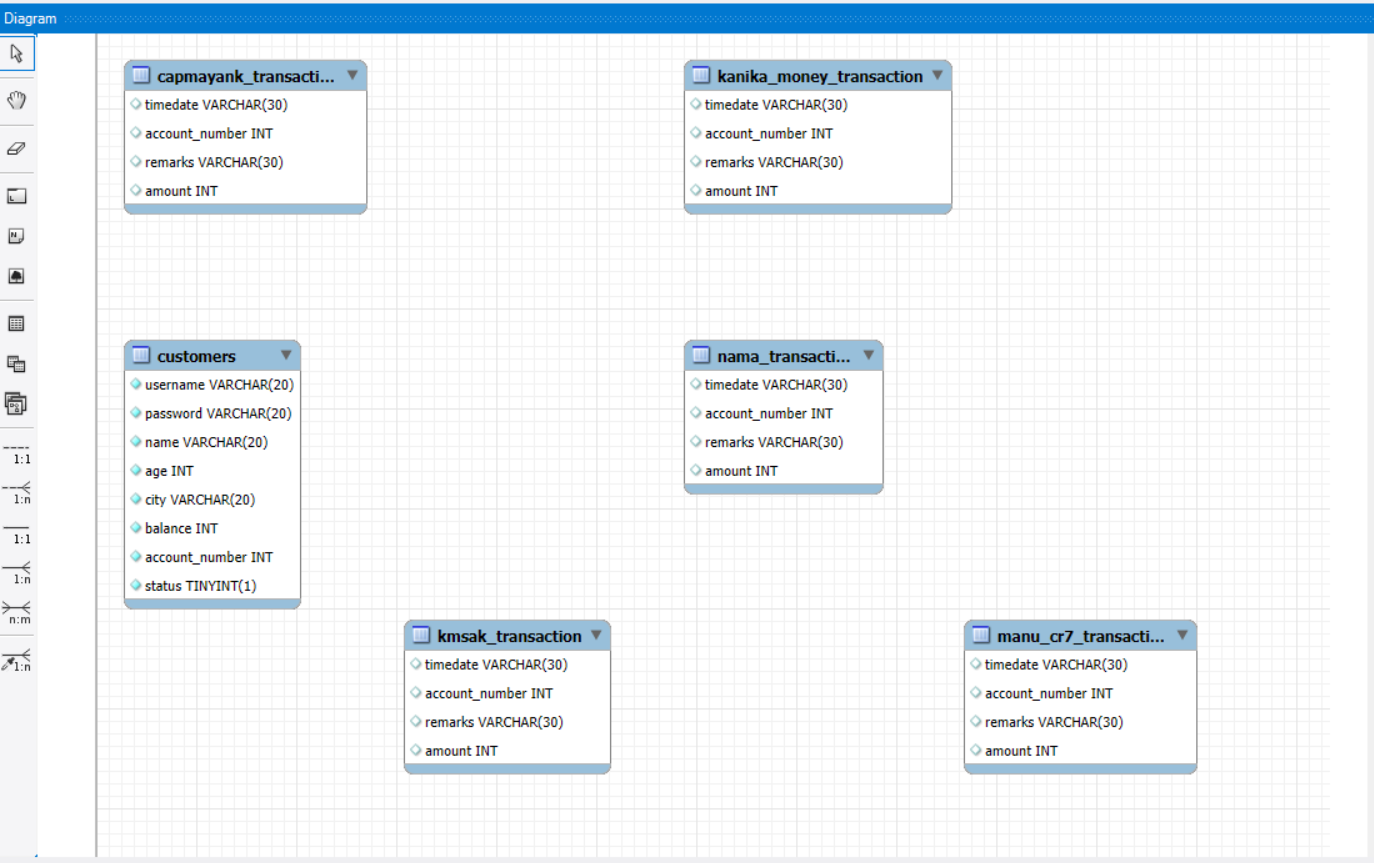 Diagram
capmayank_transacti...
timedate VARCHAR(30)
account_number INT
remarks VARCHAR(30)
amount INT
kanika_money_transaction
timedate VARCHAR(30)
account_number INT
remarks VARCHAR(30)
amount INT
customers
username VARCHAR(20)
password VARCHAR(20)
name VARCHAR(20)
age INT
city VARCHAR(20)
balance INT
account_number INT
status TINYINT(1)
nama_transacti...
timedate VARCHAR(30)
account_number INT
remarks VARCHAR(30)
amount INT
kmsak_transaction
timedate VARCHAR(30)
account_number INT
remarks VARCHAR(30)
amount INT
manu_cr7_transacti...
timedate VARCHAR(30)
account_number INT
remarks VARCHAR(30)
amount INT
1:1
1:n
1:1
1:n
n:m
1:n